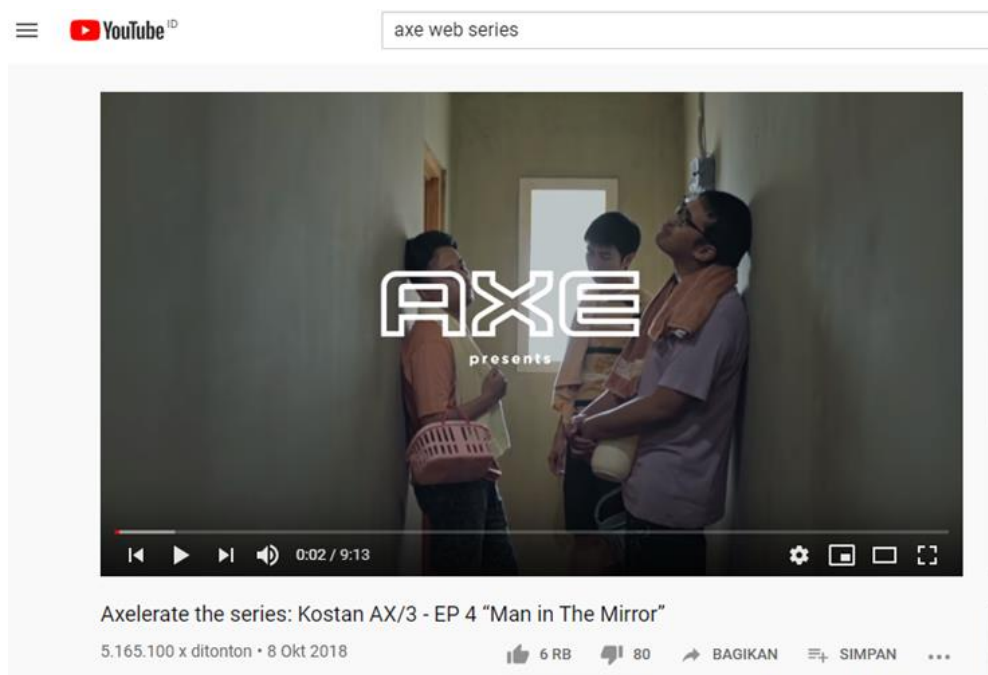 YouTube ID
axe web series
AXE
presents
0:02 / 9:13
Axelerate the series: Kostan AX/3 - EP 4 “Man in The Mirror”
5.165.100 x ditonton • 8 Okt 2018
6 RB 80 BAGIKAN SIMPAN